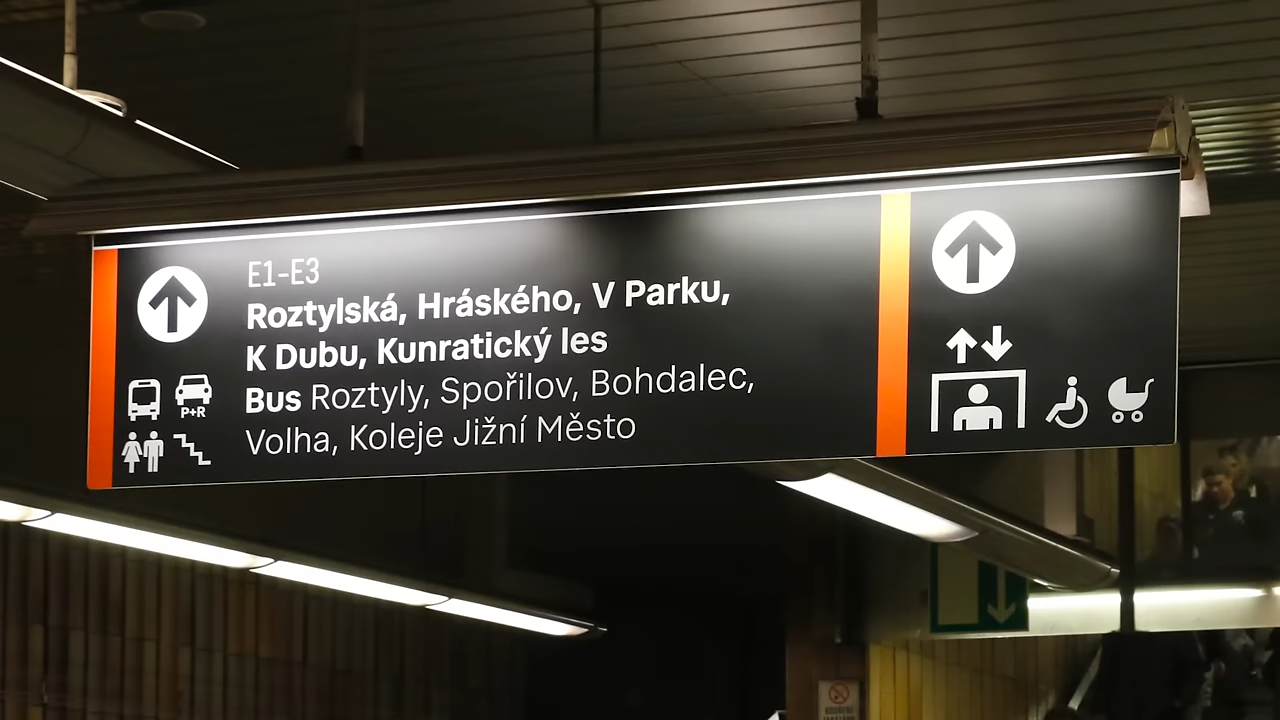 E1-E3
Roztylská, Hráského, V Parku,
K Dubu, Kunratický les
Bus Roztyly, Spořilov, Bohdalec,
Volha, Koleje Jižní Město
P+R